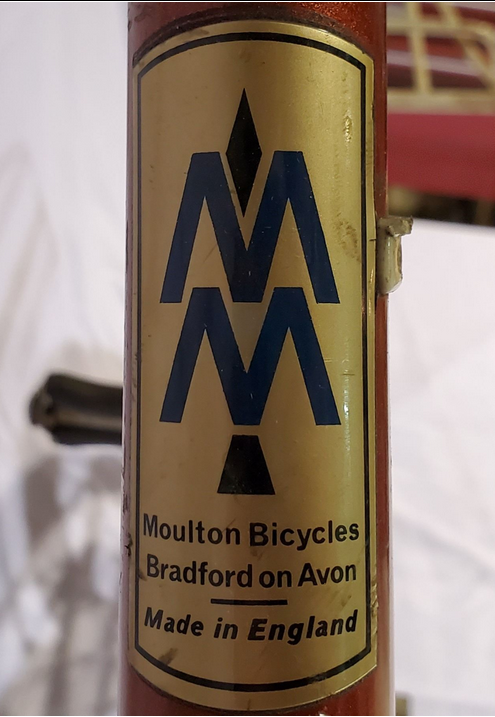 M
M
Moulton Bicycles
Bradford on Avon
Made in England